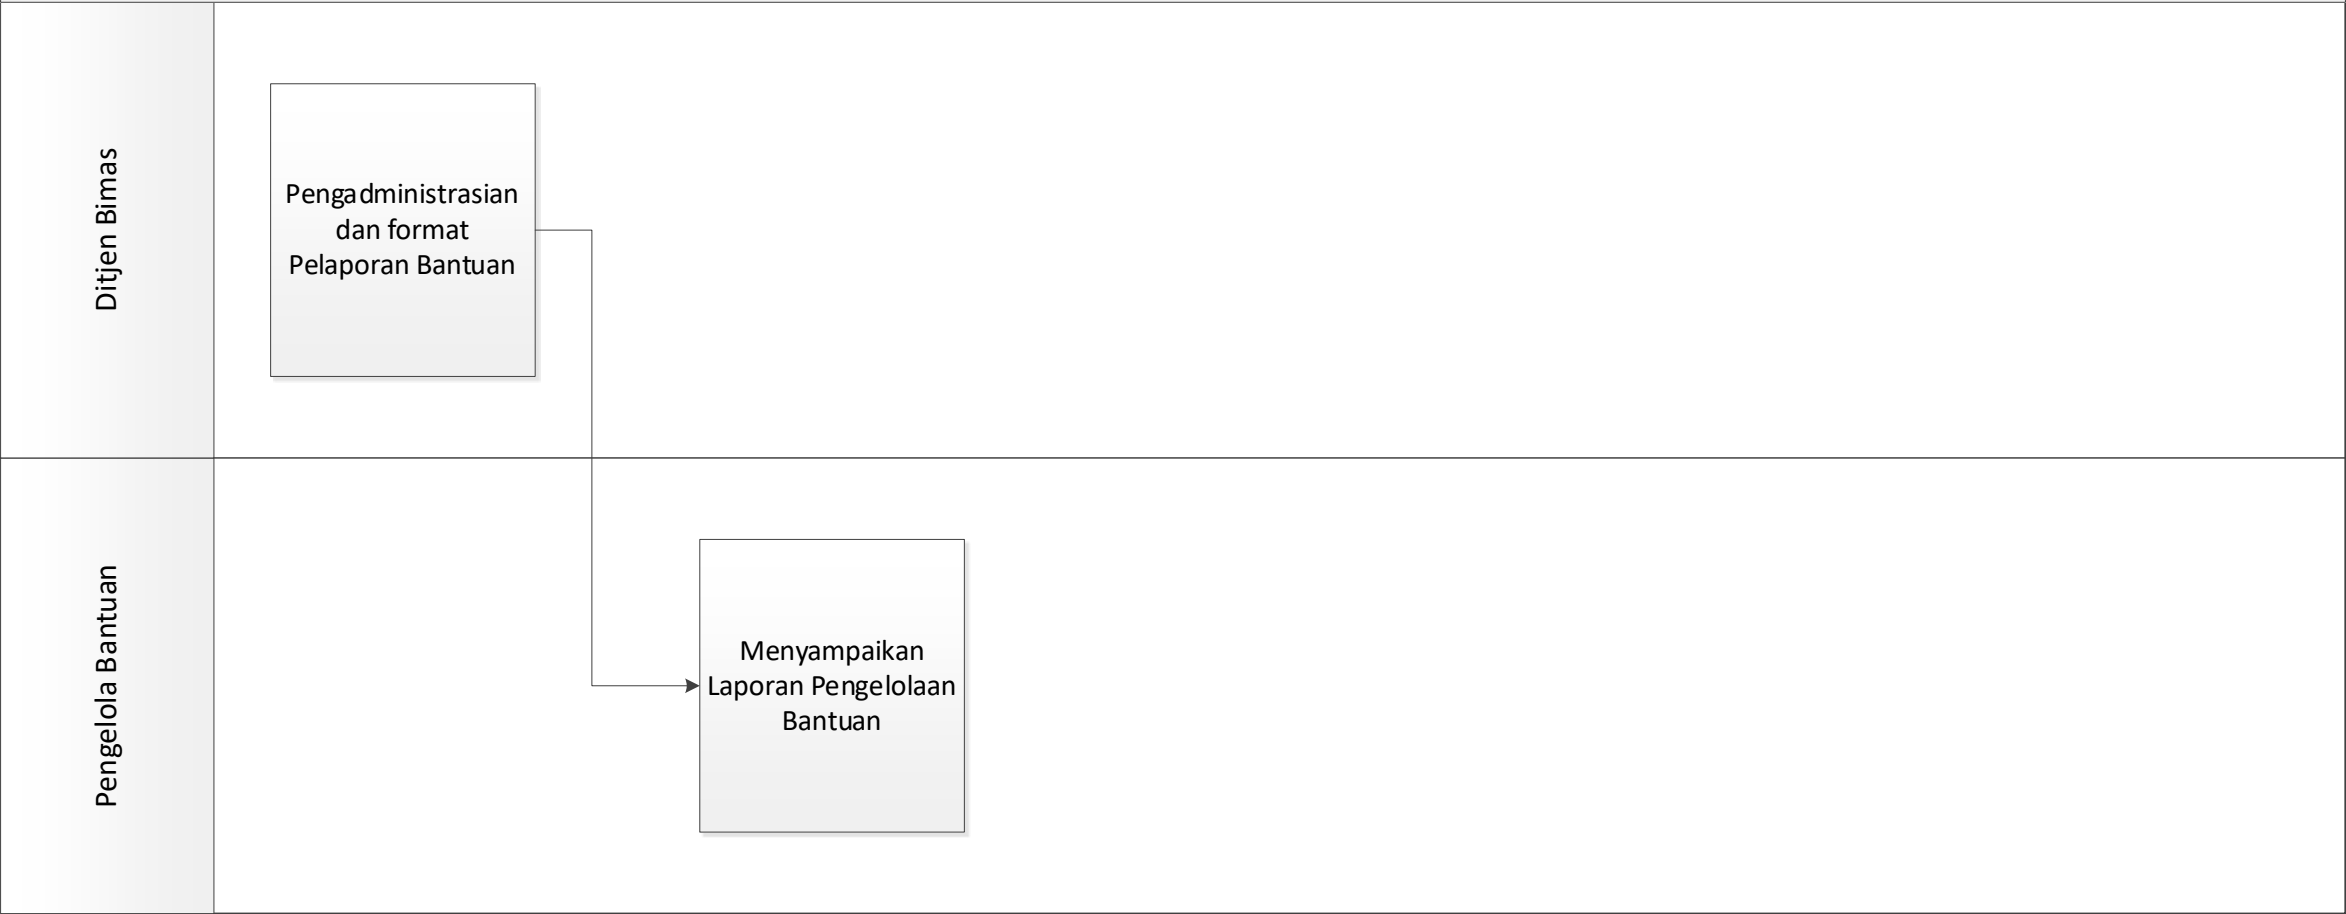 Ditjen Bimas
Pengadministrasian
dan format
Pelaporan Bantuan
Pengelola Bantuan
Menyampaikan
Laporan Pengelolaan
Bantuan